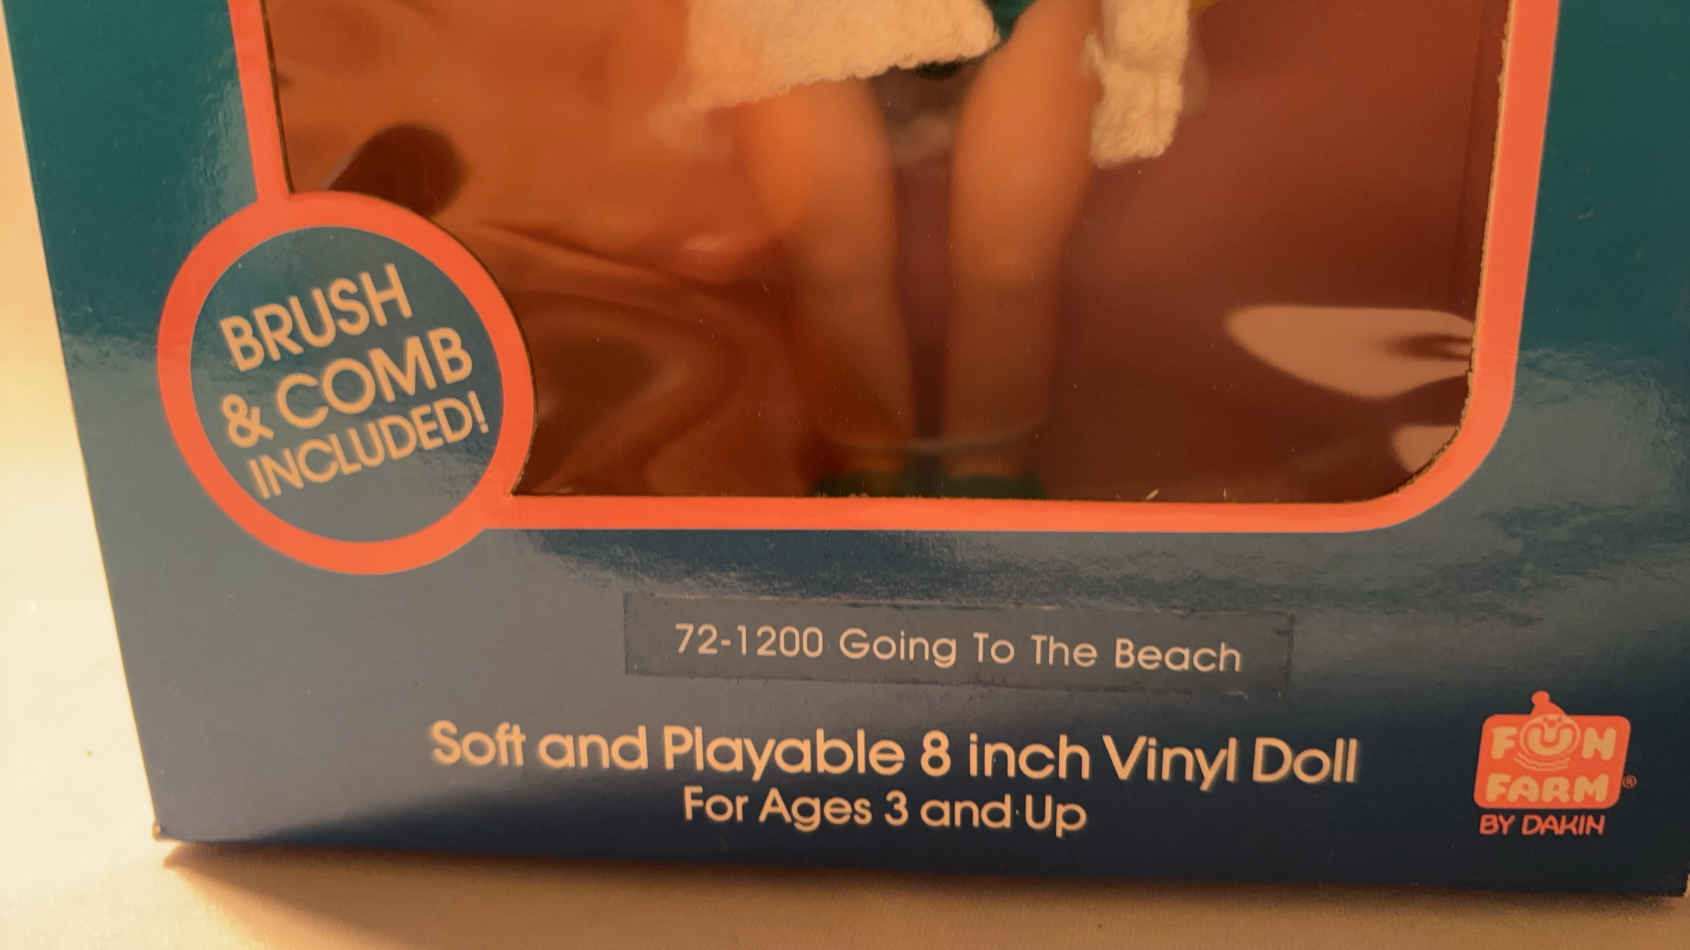 BRUSH
& COMB
INCLUDED!
72-1200 Going To The Beach
Soft and Playable 8 inch Vinyl Doll
For Ages 3 and Up
FUN
FARM®
BY DAKIN